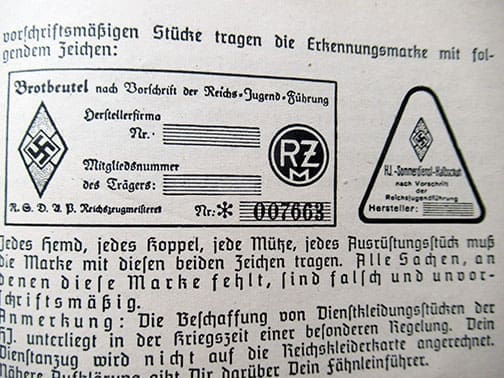 vorschriftsmäßigen Stücke tragen die Erkennungsmarke mit fol-
gendem Zeichen:
Brotbeutel nach Vorschrift der Reichs-Jugend-Führung
Herstellerfirma
Nr.
Mitgliedsnummer
des Trägers:
RZM
N.S.D.A.P. Reichszeugmeisterei
Nr. * 007663
H.J.-Sommerdienst-Halbschuh
nach Vorschrift
der
Reichsjugendführung
Hersteller:
Jedes Hemd, jedes Koppel, jede Mütze, jedes Ausrüstungsstück muß
die Marke mit diesen beiden Zeichen tragen. Alle Sachen, an
denen diese Marke fehlt, sind falsch und unvor-
schriftsmäßig.
Anmerkung: Die Beschaffung von Dienstkleidungsstücken der
HJ. unterliegt in der Kriegszeit einer besonderen Regelung. Dein
Dienstanzug wird nicht auf die Reichskleiderkarte angerechnet.
Nähere Aufklärung gibt Dir darüber Dein Fähnleinführer.